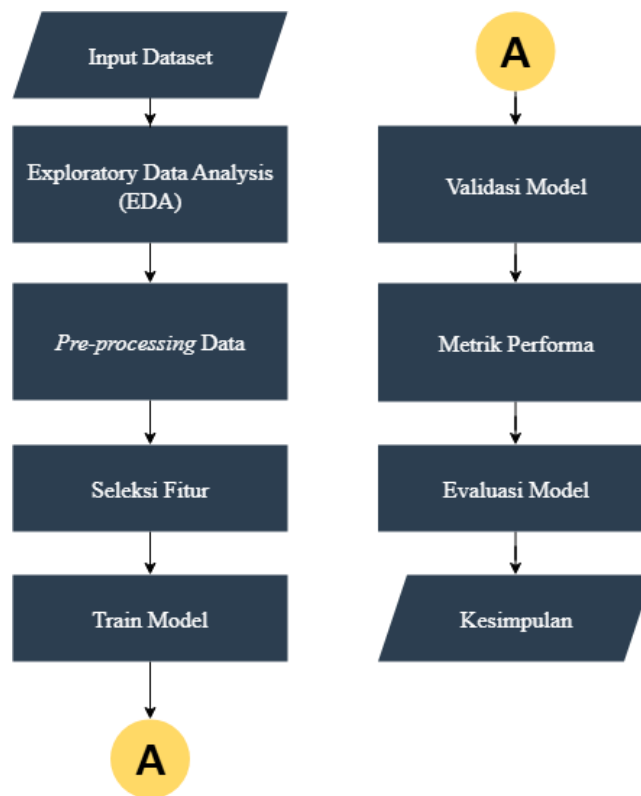 Input Dataset
Exploratory Data Analysis
(EDA)
Pre-processing Data
Seleksi Fitur
Train Model
A
A
Validasi Model
Metrik Performa
Evaluasi Model
Kesimpulan